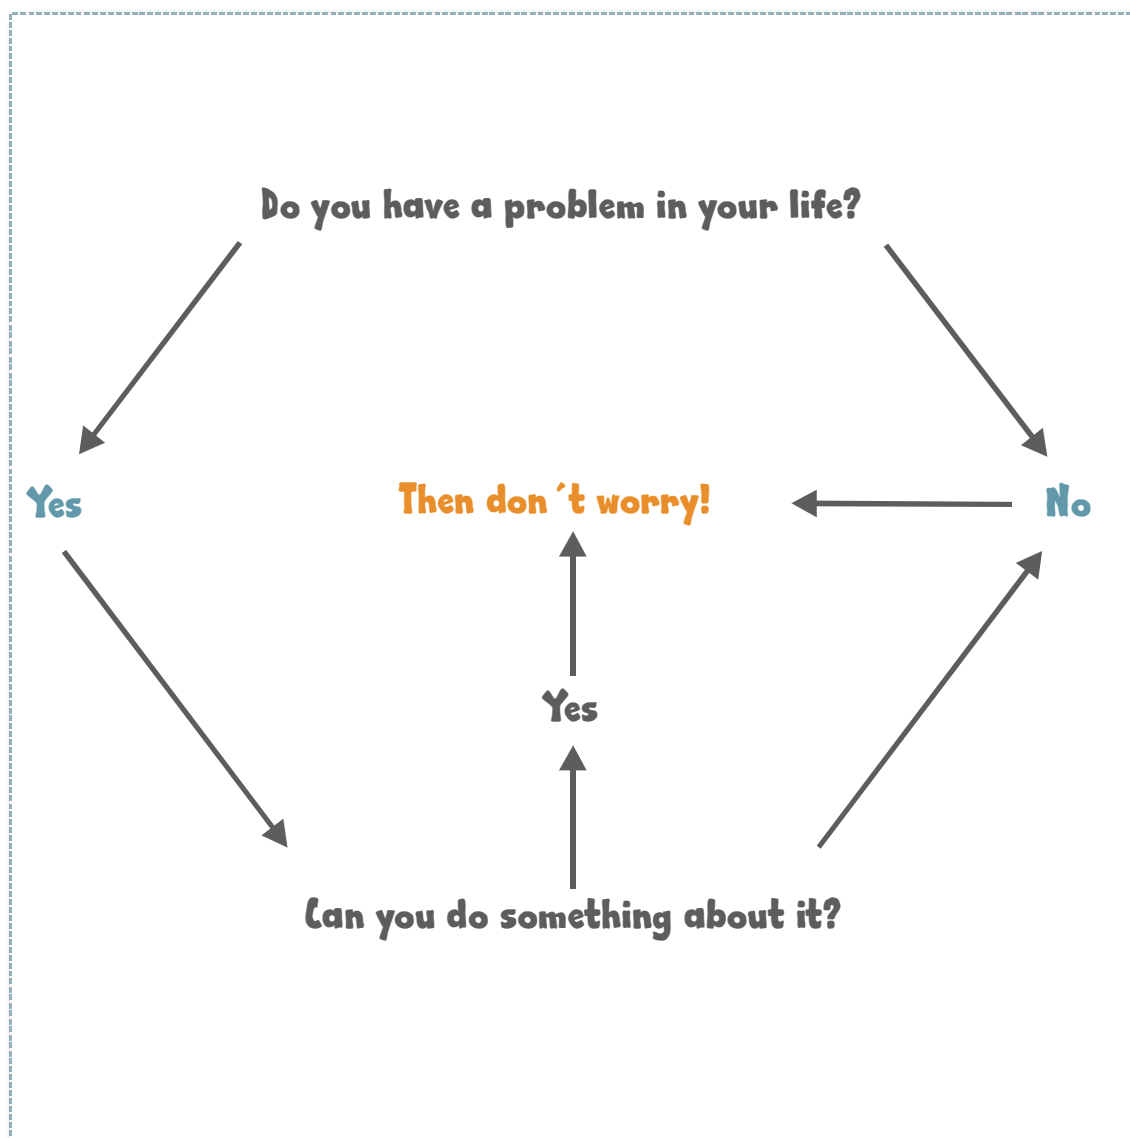 Do you have a problem in your life?
Yes
Then don´t worry!
No
Yes
Can you do something about it?